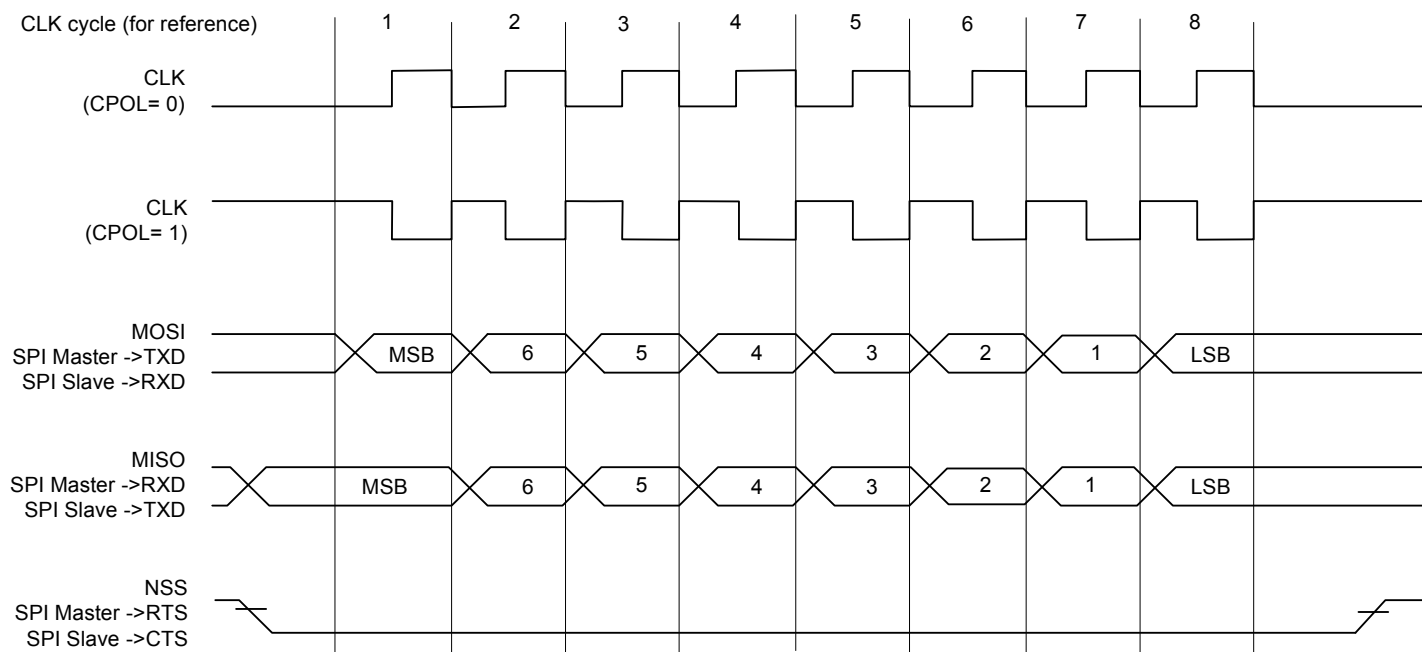 CLK cycle (for reference) 1 2 3 4 5 6 7 8
CLK
(CPOL= 0)
CLK
(CPOL= 1)
MOSI
SPI Master ->TXD MSB 6 5 4 3 2 1 LSB
SPI Slave ->RXD
MISO
SPI Master ->RXD MSB 6 5 4 3 2 1 LSB
SPI Slave ->TXD
NSS
SPI Master ->RTS
SPI Slave ->CTS